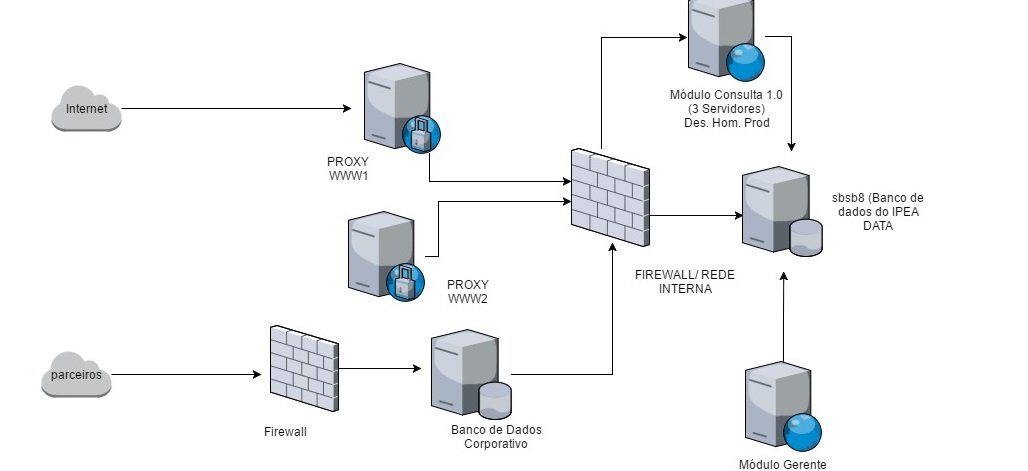 Internet
PROXY
WWW1
PROXY
WWW2
parceiros
Firewall
Banco de Dados
Corporativo
FIREWALL/ REDE
INTERNA
Módulo Consulta 1.0
(3 Servidores)
Des. Hom. Prod
sbsb8 (Banco de
dados do IPEA
DATA
Módulo Gerente